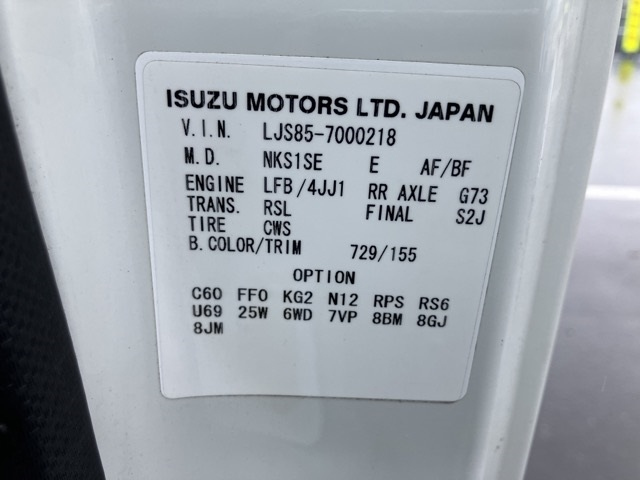 ISUZU MOTORS LTD. JAPAN
V.I.N. LJS85-7000218
M.D. NKS1SE E AF/BF
ENGINE LFB/4JJ1 RR AXLE G73
TRANS. RSL FINAL S2J
TIRE CWS
B.COLOR/TRIM 729/155
OPTION
C60 FF0 KG2 N12 RPS RS6
U69 25W 6WD 7VP 8BM 8GJ
8JM